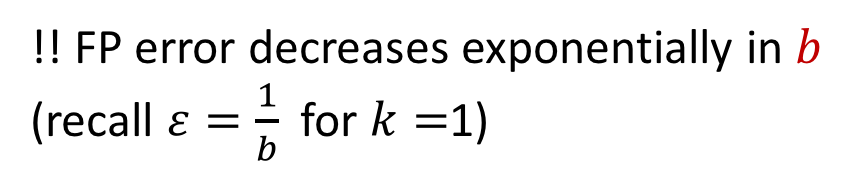 !! FP error decreases exponentially in b
(recall ε = 1/b for k =1)